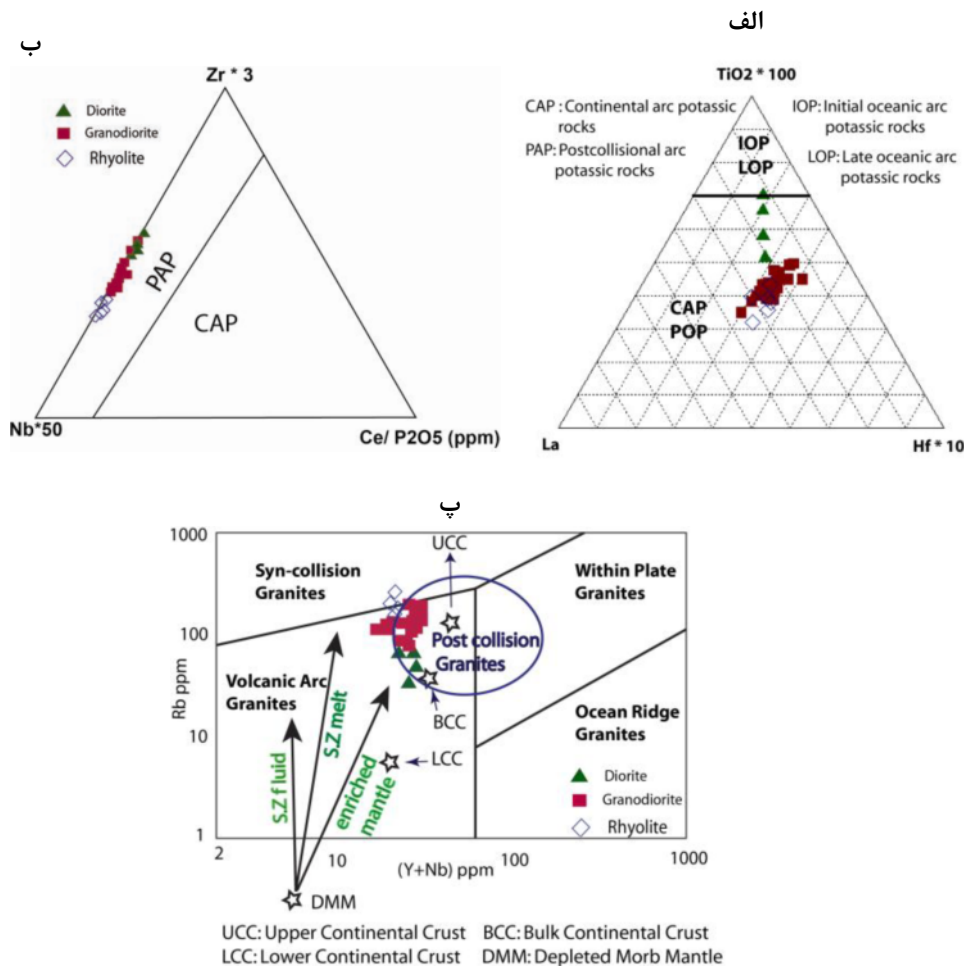 الف
TiO2 * 100
CAP : Continental arc potassic
rocks
PAP: Postcollisional arc
potassic rocks
IOP: Initial oceanic arc
potassic rocks
LOP: Late oceanic arc
potassic rocks
IOP
LOP
CAP
POP
La
Hf * 10
ب
Zr * 3
Diorite
Granodiorite
Rhyolite
PAP
CAP
Nb*50
Ce/ P2O5 (ppm)
پ
1000
100
10
1
Rb ppm
UCC
Syn-collision
Granites
Within Plate
Granites
Post collision
Granites
Volcanic Arc
Granites
S.Z fluid
S.Z melt
enriched
mantle
BCC
LCC
Ocean Ridge
Granites
Diorite
Granodiorite
Rhyolite
2
10
100
1000
(Y+Nb) ppm
DMM
UCC: Upper Continental Crust BCC: Bulk Continental Crust
LCC: Lower Continental Crust DMM: Depleted Morb Mantle